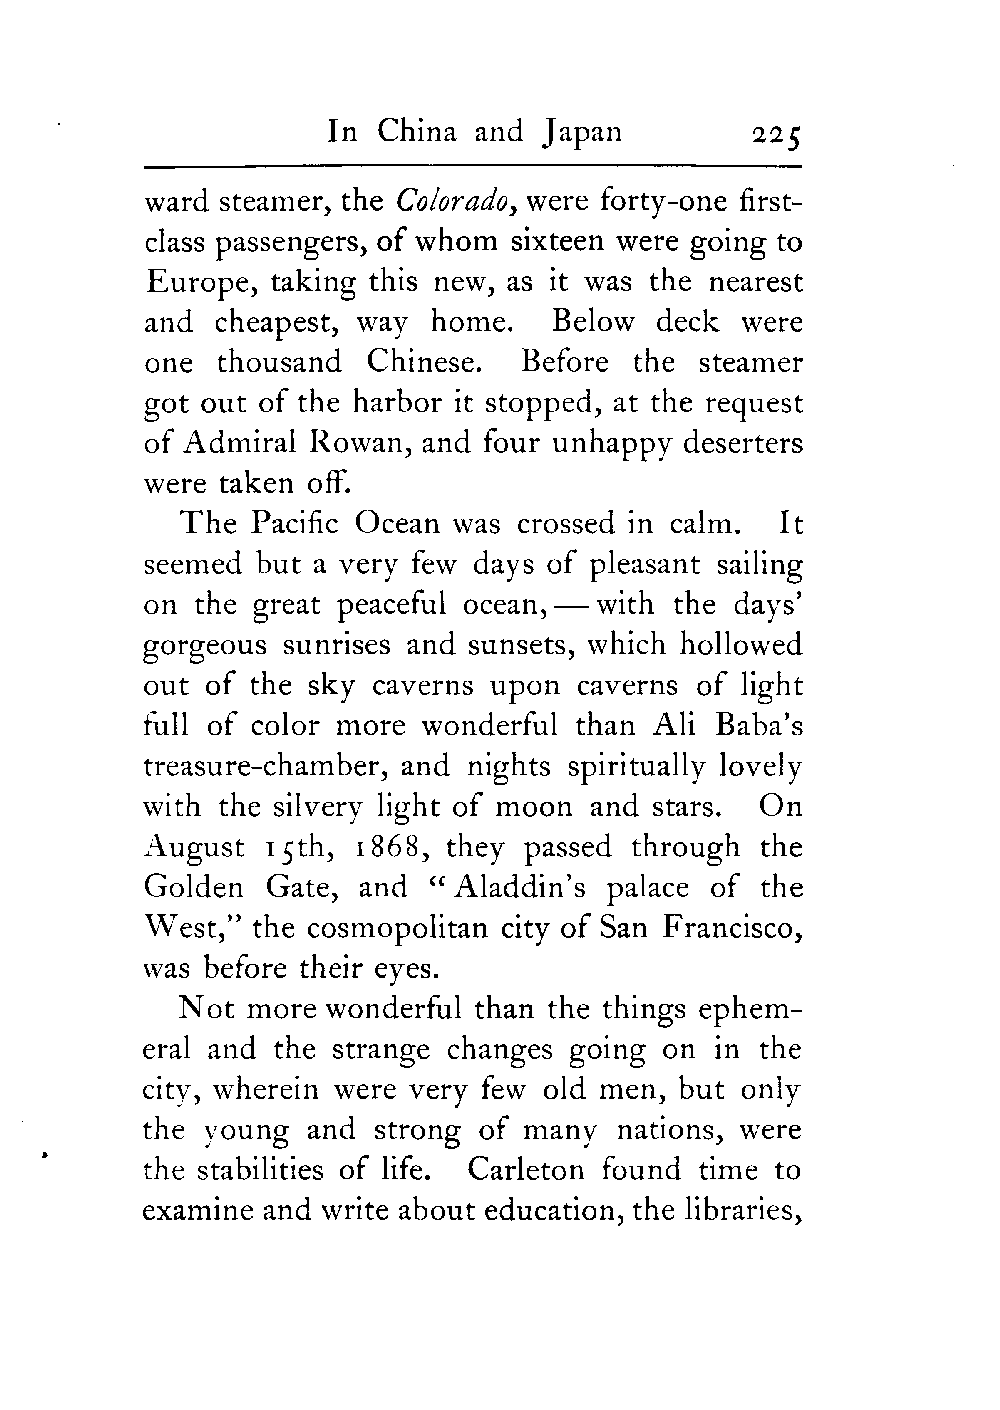 In China and Japan 225
ward steamer, the Colorado, were forty-one first-
class passengers, of whom sixteen were going to
Europe, taking this new, as it was the nearest
and cheapest, way home. Below deck were
one thousand Chinese. Before the steamer
got out of the harbor it stopped, at the request
of Admiral Rowan, and four unhappy deserters
were taken off.
The Pacific Ocean was crossed in calm. It
seemed but a very few days of pleasant sailing
on the great peaceful ocean, — with the days'
gorgeous sunrises and sunsets, which hollowed
out of the sky caverns upon caverns of light
full of color more wonderful than Ali Baba's
treasure-chamber, and nights spiritually lovely
with the silvery light of moon and stars. On
August 15th, 1868, they passed through the
Golden Gate, and “Aladdin's palace of the
West,” the cosmopolitan city of San Francisco,
was before their eyes.
Not more wonderful than the things ephem-
eral and the strange changes going on in the
city, wherein were very few old men, but only
the young and strong of many nations, were
the stabilities of life. Carleton found time to
examine and write about education, the libraries,